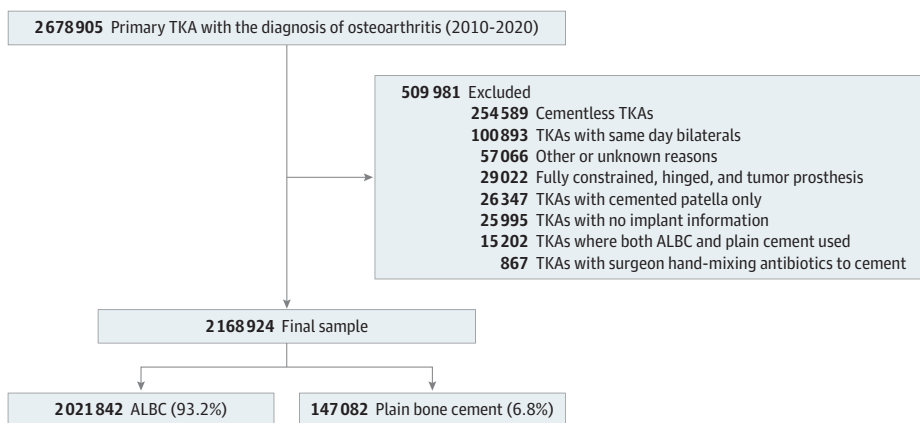 2678905 Primary TKA with the diagnosis of osteoarthritis (2010-2020)
509981 Excluded
254589 Cementless TKAs
100893 TKAs with same day bilaterals
57066 Other or unknown reasons
29022 Fully constrained, hinged, and tumor prosthesis
26347 TKAs with cemented patella only
25995 TKAs with no implant information
15202 TKAs where both ALBC and plain cement used
867 TKAs with surgeon hand-mixing antibiotics to cement
2168924 Final sample
2021842 ALBC (93.2%)
147082 Plain bone cement (6.8%)